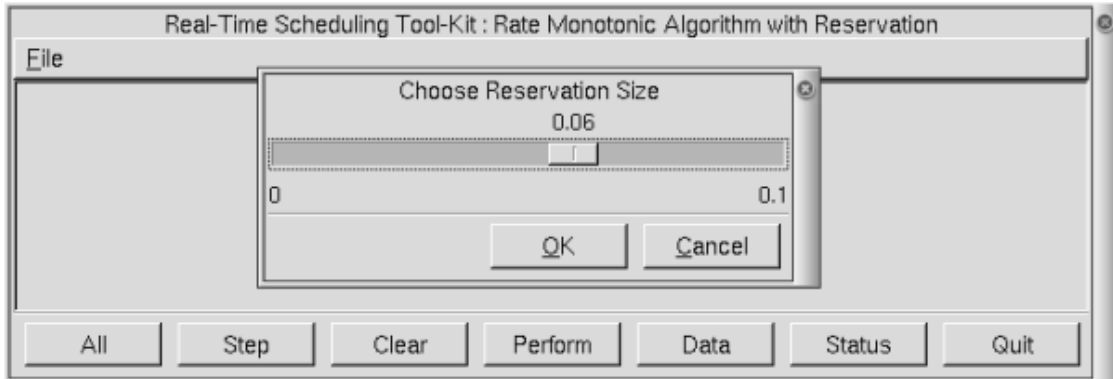 Real-Time Scheduling Tool-Kit : Rate Monotonic Algorithm with Reservation
File
Choose Reservation Size
0.06
0 0.1
OK Cancel
All Step Clear Perform Data Status Quit